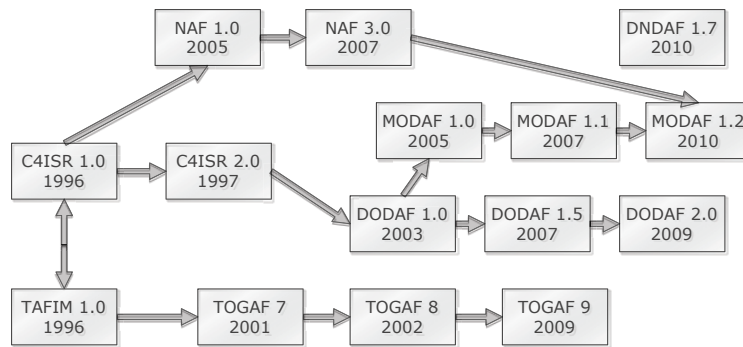 NAF 1.0
2005
NAF 3.0
2007
DNDAF 1.7
2010
MODAF 1.0
2005
MODAF 1.1
2007
MODAF 1.2
2010
C4ISR 1.0
1996
C4ISR 2.0
1997
DODAF 1.0
2003
DODAF 1.5
2007
DODAF 2.0
2009
TAFIM 1.0
1996
TOGAF 7
2001
TOGAF 8
2002
TOGAF 9
2009